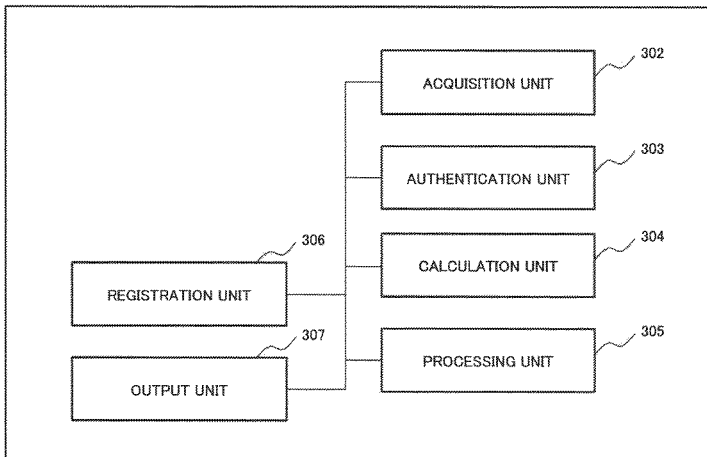 302
ACQUISITION UNIT
303
AUTHENTICATION UNIT
304
CALCULATION UNIT
306
REGISTRATION UNIT
305
PROCESSING UNIT
307
OUTPUT UNIT